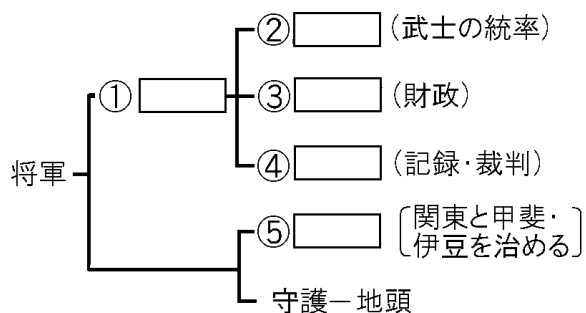 ② (武士の統率)
① ③ (財政)
④ (記録・裁判)
将軍
⑤ 〔関東と甲斐・
伊豆を治める〕
守護－地頭